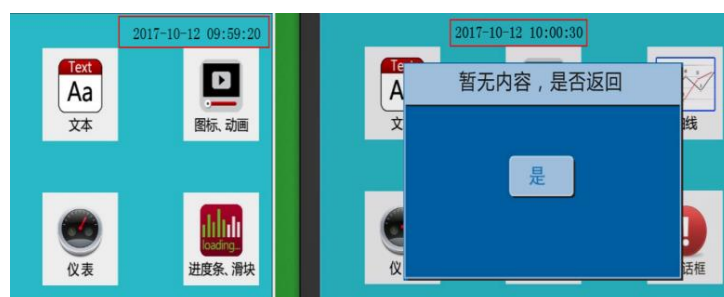 2017-10-12 09:59:20
Text
Aa
文本
图标、动画
仪表
loading...
进度条、滑块
2017-10-12 10:00:30
Te
A
文
线
暂无内容，是否返回
是
仪
话框